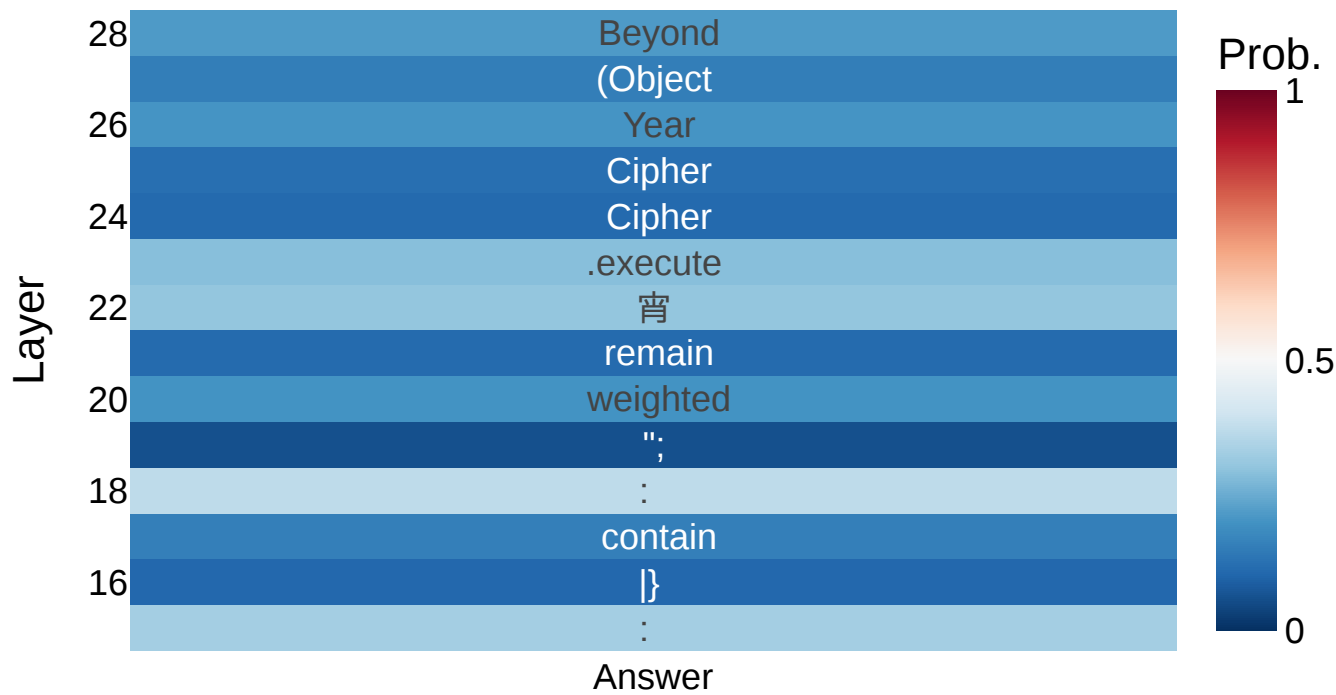 Prob.
28 Beyond
(Object
26 Year
Cipher
24 Cipher
.execute
22 宵
remain
20 weighted
";
18 :
contain
16 |}
:
Answer
Layer
1
0.5
0